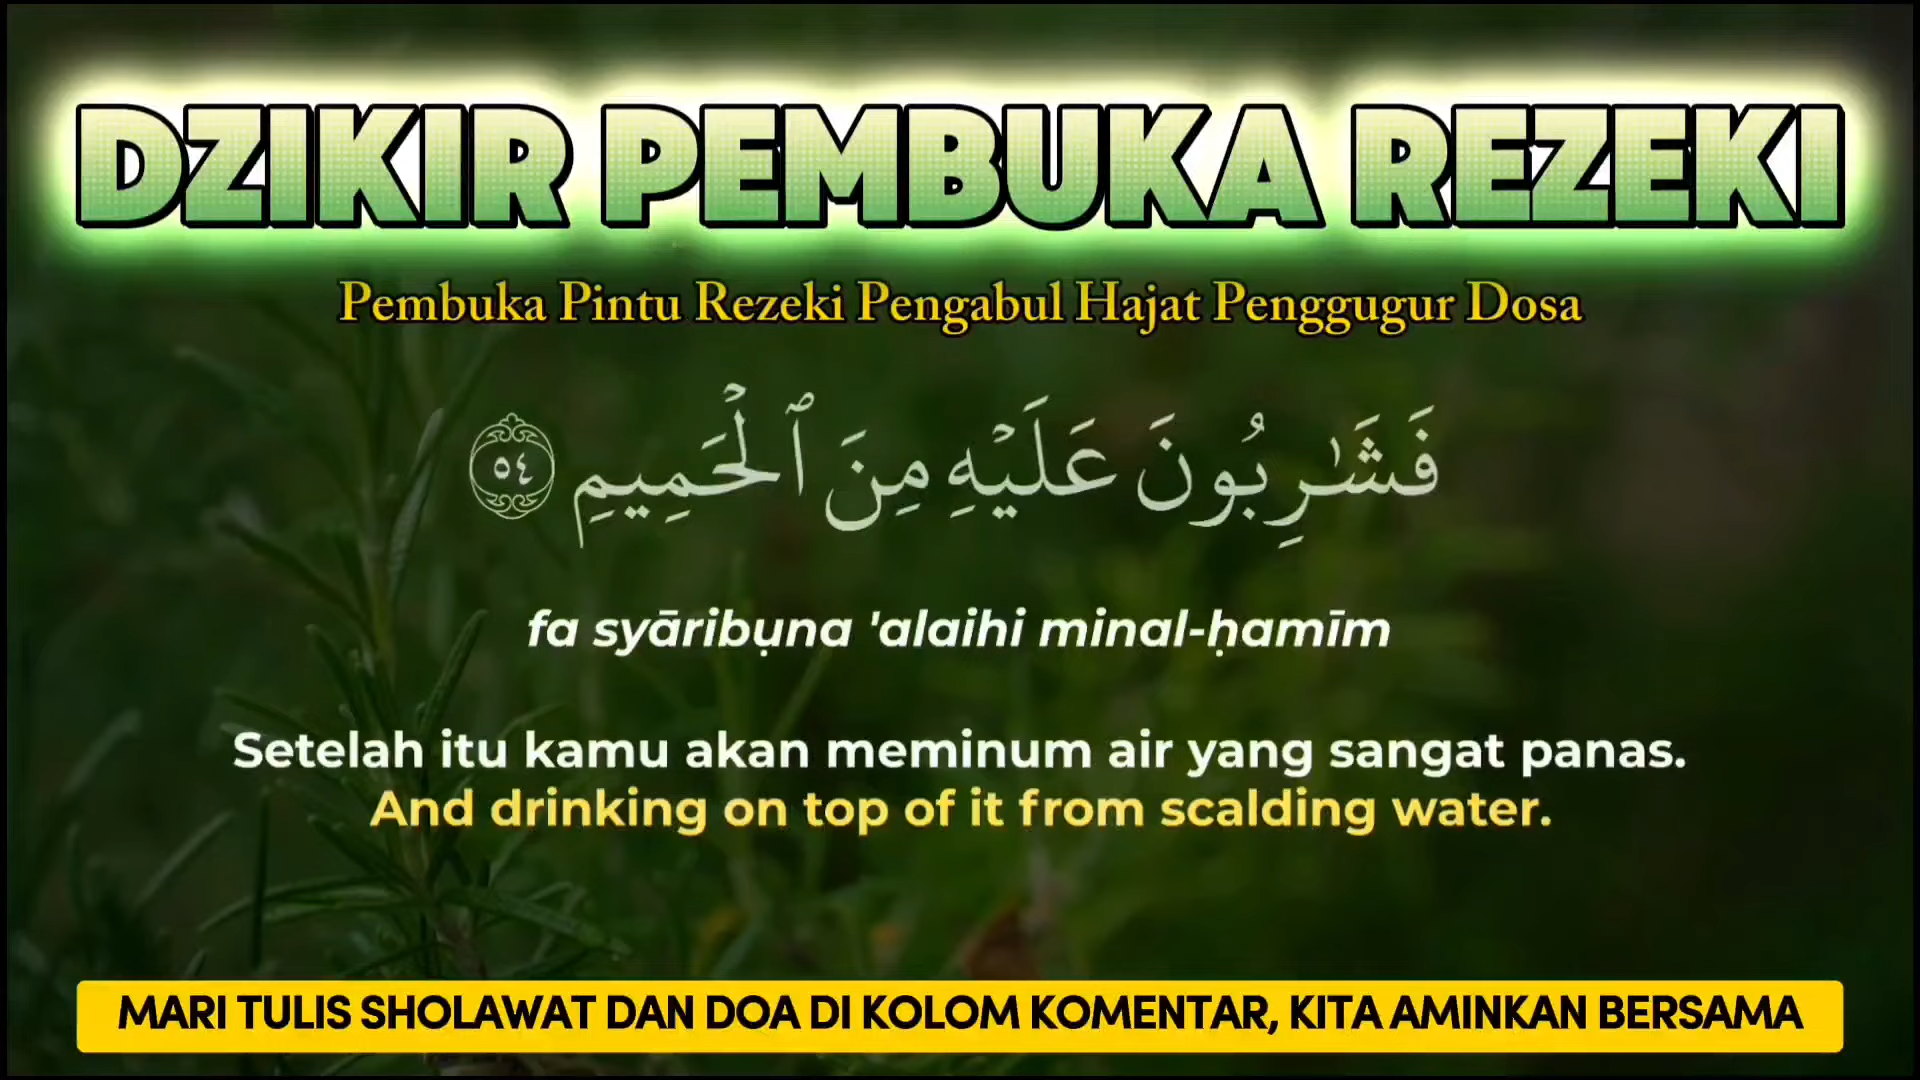 DZIKIR PEMBUKA REZEKI
Pembuka Pintu Rezeki Pengabul Hajat Penggugur Dosa
فَشَٰرِبُونَ عَلَيْهِ مِنَ ٱلْحَمِيمِ ٥٤
fa syāribụna 'alaihi minal-ḥamīm
Setelah itu kamu akan meminum air yang sangat panas.
And drinking on top of it from scalding water.
MARI TULIS SHOLAWAT DAN DOA DI KOLOM KOMENTAR, KITA AMINKAN BERSAMA